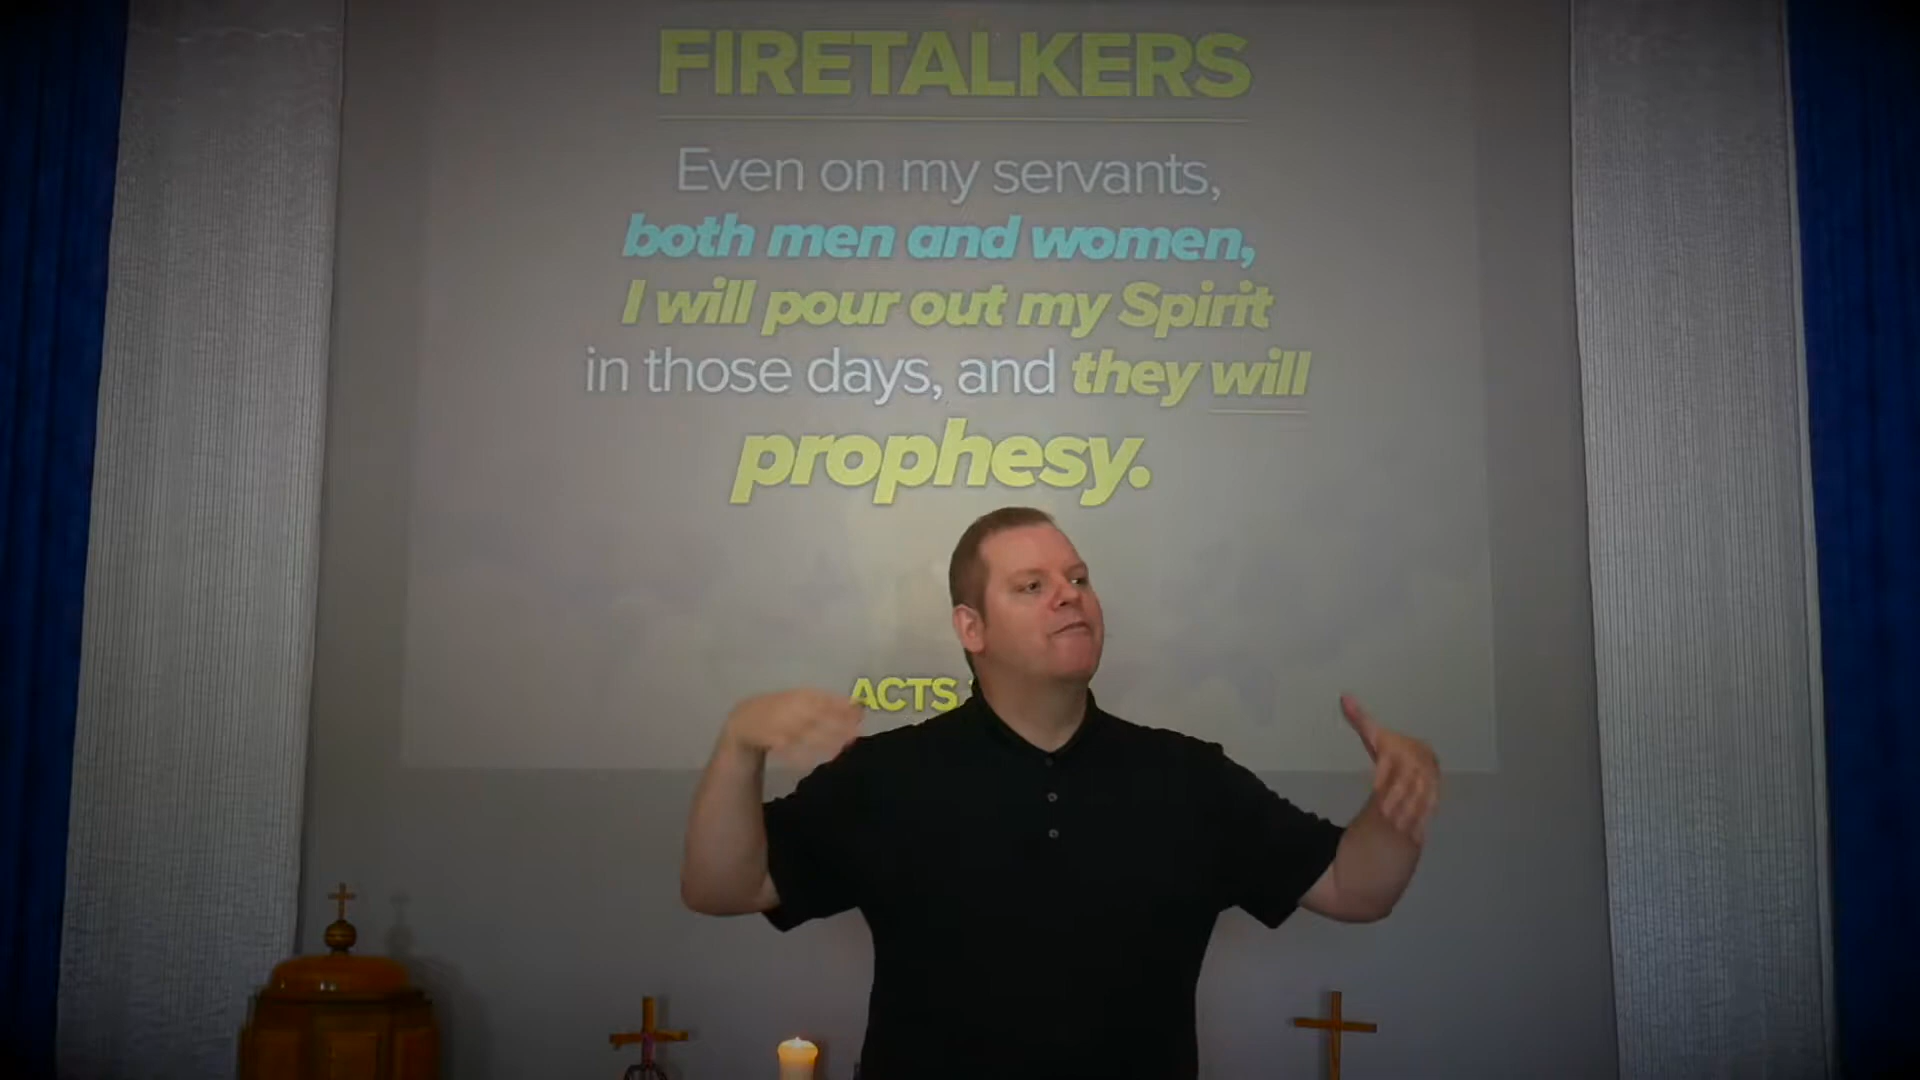 FIRETALKERS
Even on my servants,
both men and women,
I will pour out my Spirit
in those days, and they will
prophesy.
ACTS